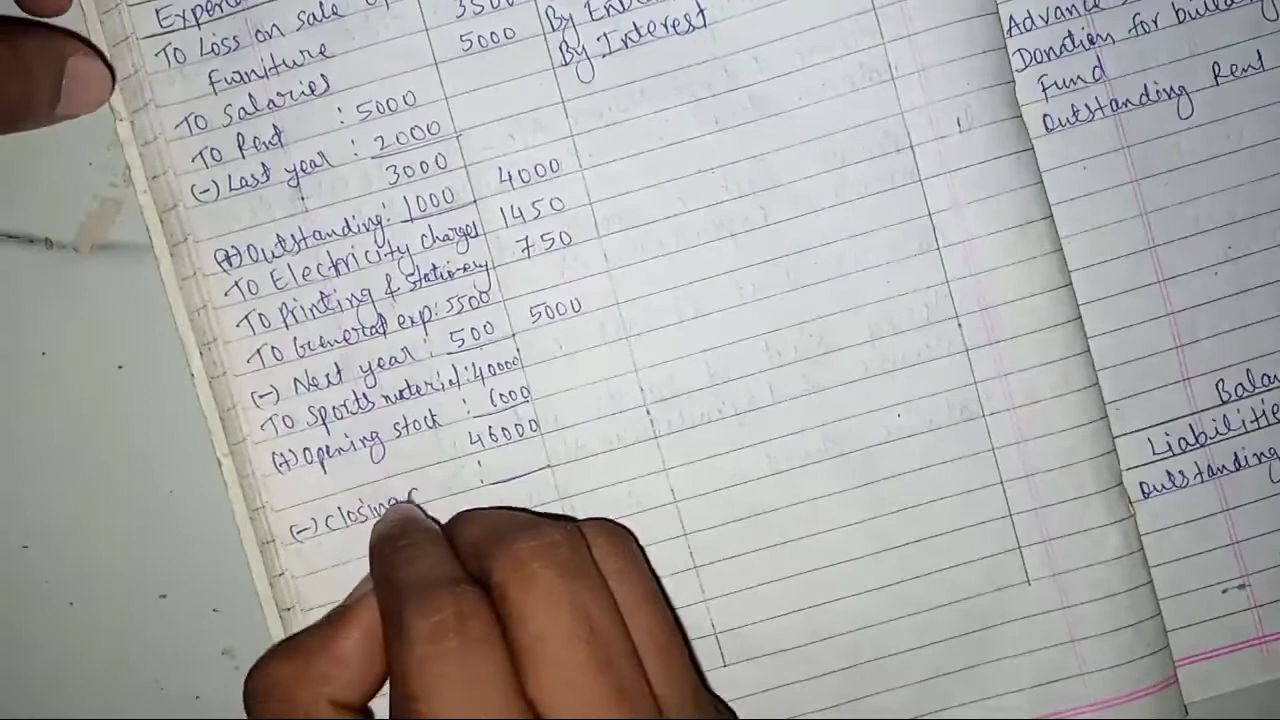 To Loss on sale
Furniture
3500
To Salaries
5000
To Rent : 5000
(-) Last year : 2000
3000
(+) Outstanding : 1000 4000
To Electricity charges 1450
To Printing & Stationery 750
To General exp : 5500
(-) Next year : 500 5000
To Sports material : 40000
(+) Opening stock : 6000
: 46000
:
(-) Closing
By Interest
Advance
Donation for
Fund
Outstanding Rent
Liabilities
Outstanding